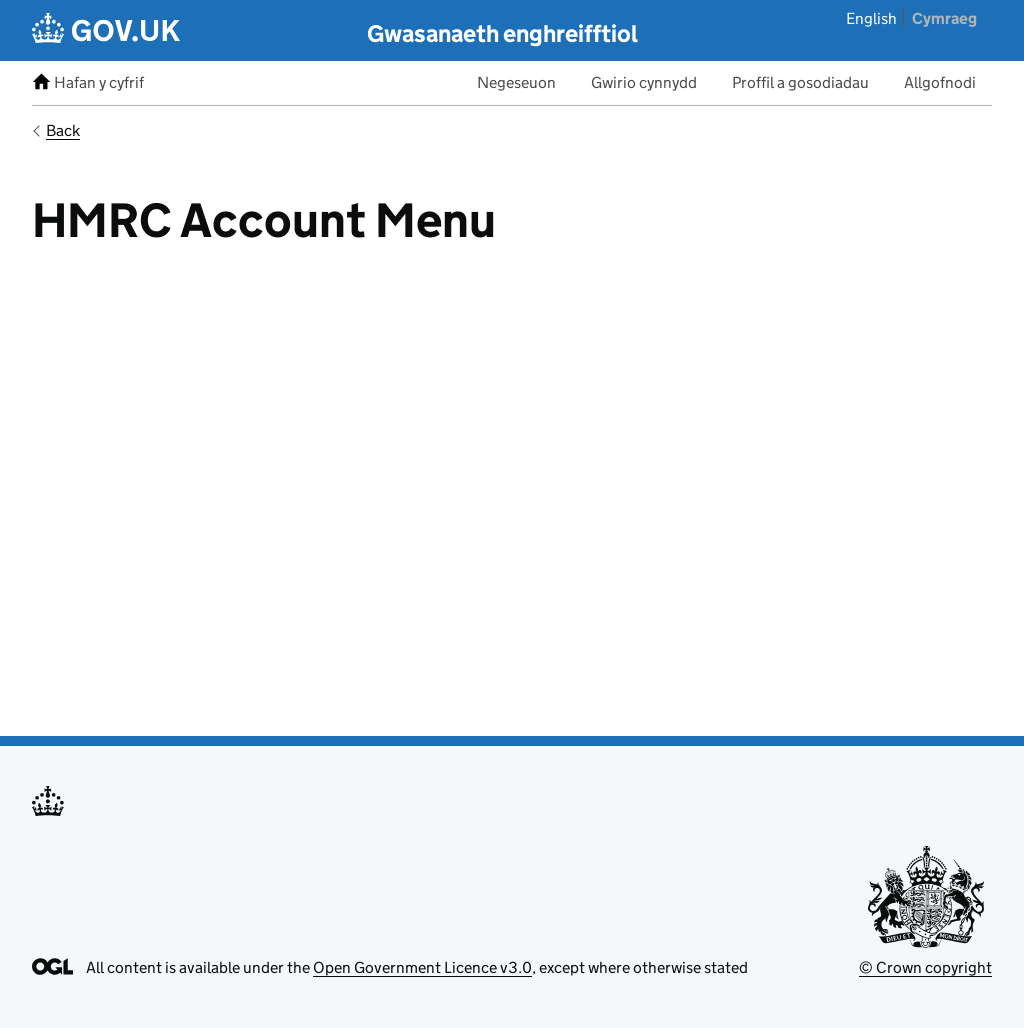 GOV.UK
Gwasanaeth enghreifftiol
English
Cymraeg
Hafan y cyfrif
Negeseuon
Gwirio cynnydd
Proffil a gosodiadau
Allgofnodi
Back
HMRC Account Menu
OGL
All content is available under the Open Government Licence v3.0, except where otherwise stated
© Crown copyright